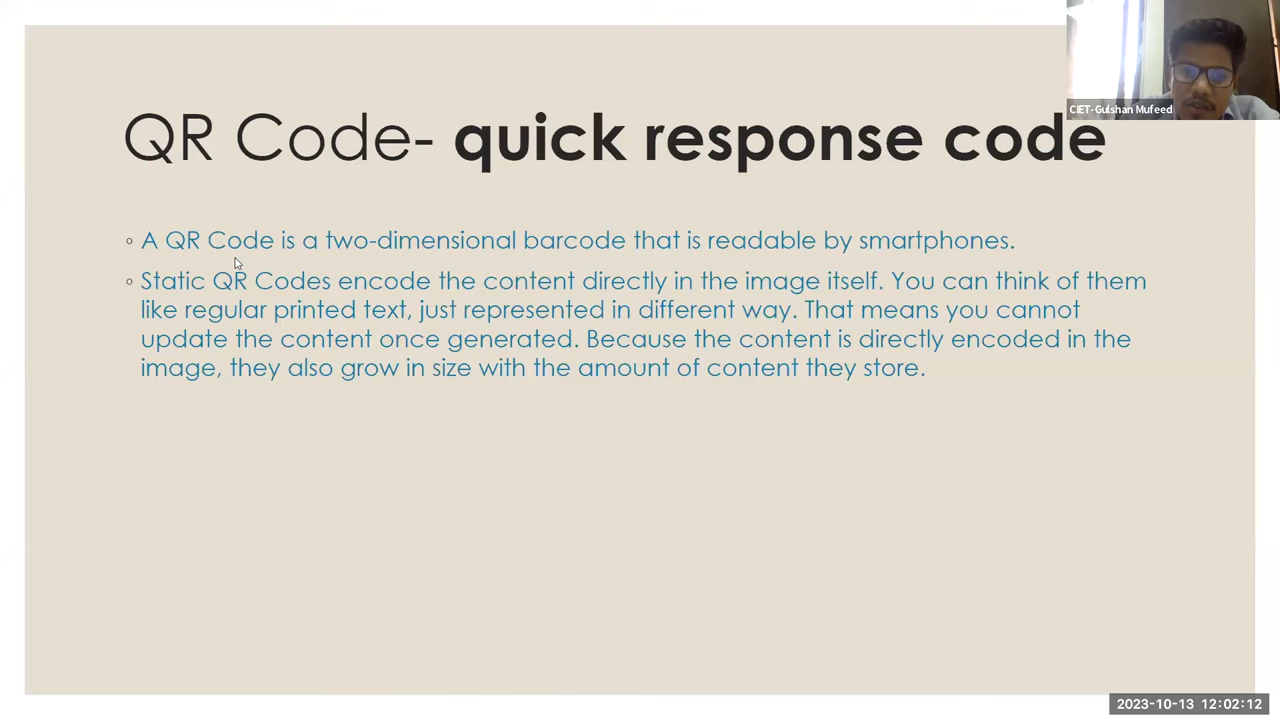 CIET-Gulshan Mufeed
QR Code- quick response code
◦ A QR Code is a two-dimensional barcode that is readable by smartphones.
◦ Static QR Codes encode the content directly in the image itself. You can think of them
like regular printed text, just represented in different way. That means you cannot
update the content once generated. Because the content is directly encoded in the
image, they also grow in size with the amount of content they store.
2023-10-13 12:02:12